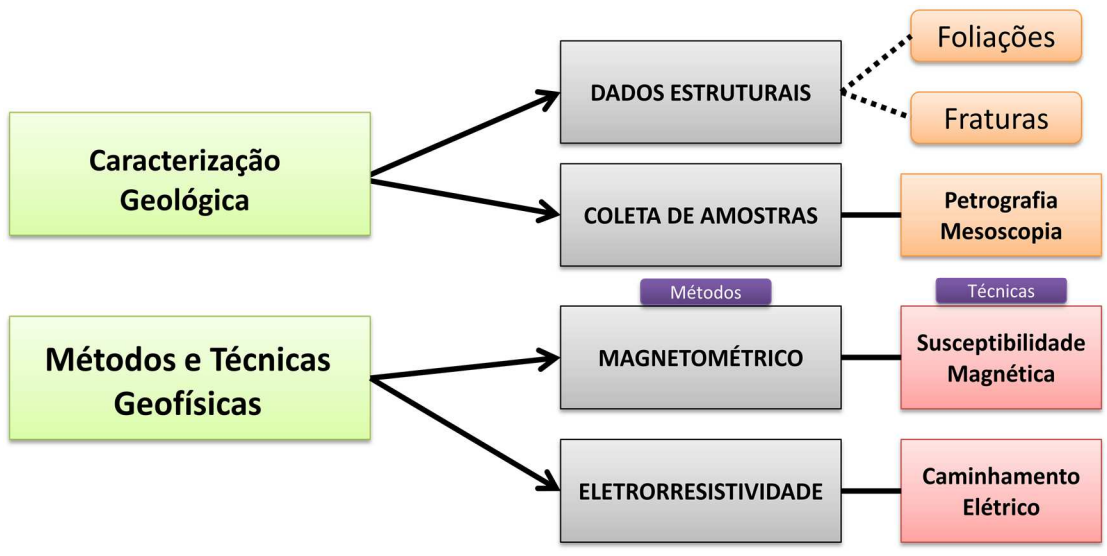 Caracterização
Geológica
DADOS ESTRUTURAIS
Foliações
Fraturas
COLETA DE AMOSTRAS
Petrografia
Mesoscopia
Métodos
Técnicas
Métodos e Técnicas
Geofísicas
MAGNETOMÉTRICO
Susceptibilidade
Magnética
ELETRORRESISTIVIDADE
Caminhamento
Elétrico